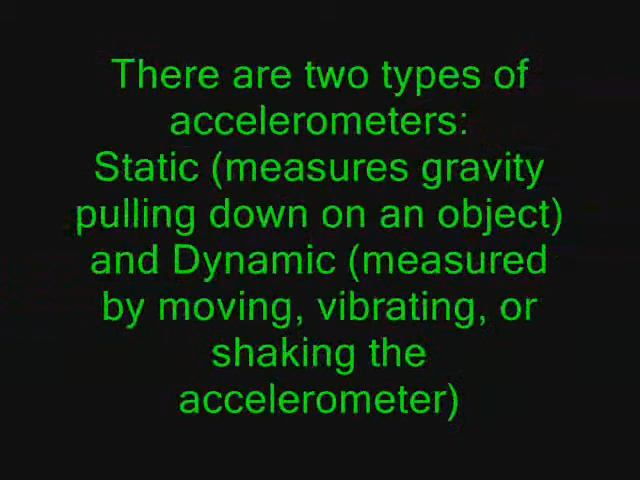 There are two types of
accelerometers:
Static (measures gravity
pulling down on an object)
and Dynamic (measured
by moving, vibrating, or
shaking the
accelerometer)